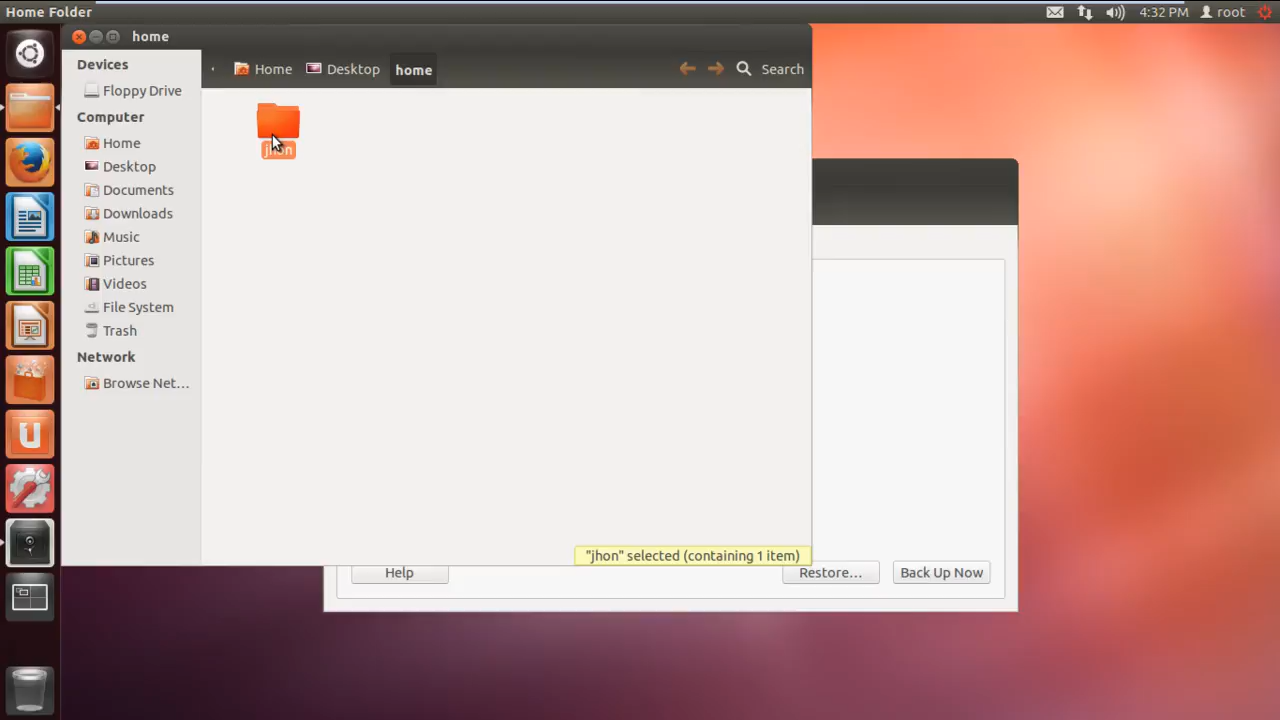 Home Folder
4:32 PM
root
home
Devices
Floppy Drive
Computer
Home
Desktop
Documents
Downloads
Music
Pictures
Videos
File System
Trash
Network
Browse Net...
Home
Desktop
home
Search
jhon
"jhon" selected (containing 1 item)
Help
Restore...
Back Up Now